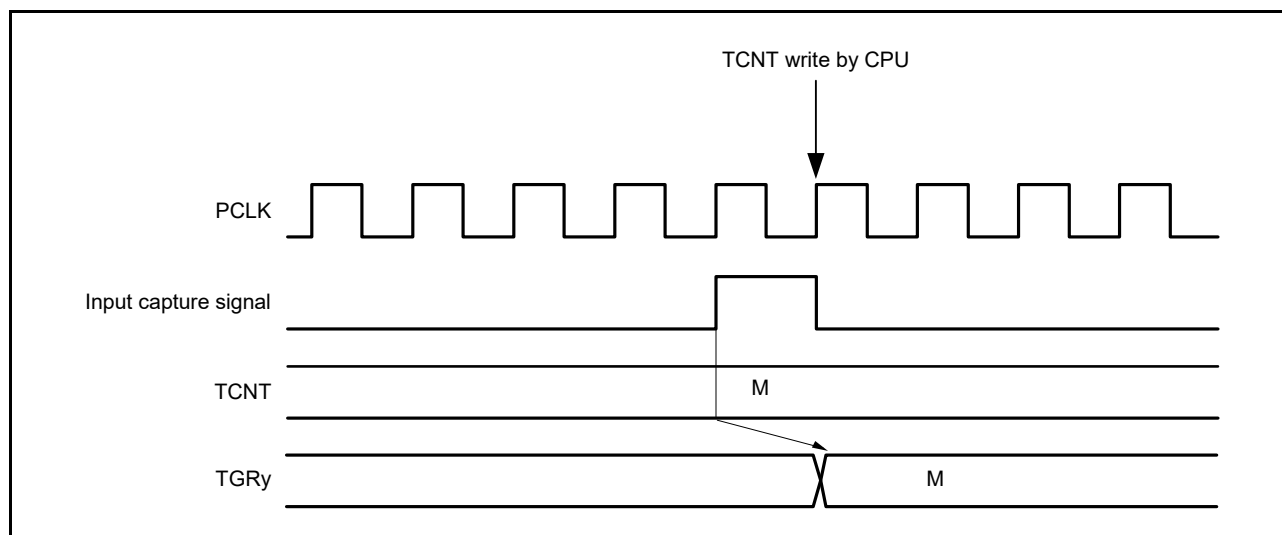 TCNT write by CPU
PCLK
Input capture signal
TCNT
M
TGRy
M